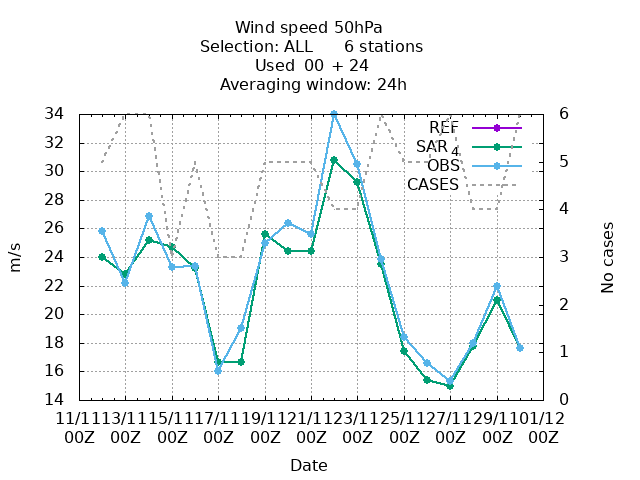 Wind speed 50hPa
Selection: ALL 6 stations
Used 00 + 24
Averaging window: 24h
34
32
30
28
26
24
22
20
18
16
14
m/s
6
5
4
3
2
1
0
No cases
REF
SAR 4
OBS
CASES
11/11 13/11 15/11 17/11 19/11 21/11 23/11 25/11 27/11 29/11 01/12
00Z 00Z 00Z 00Z 00Z 00Z 00Z 00Z 00Z 00Z 00Z
Date